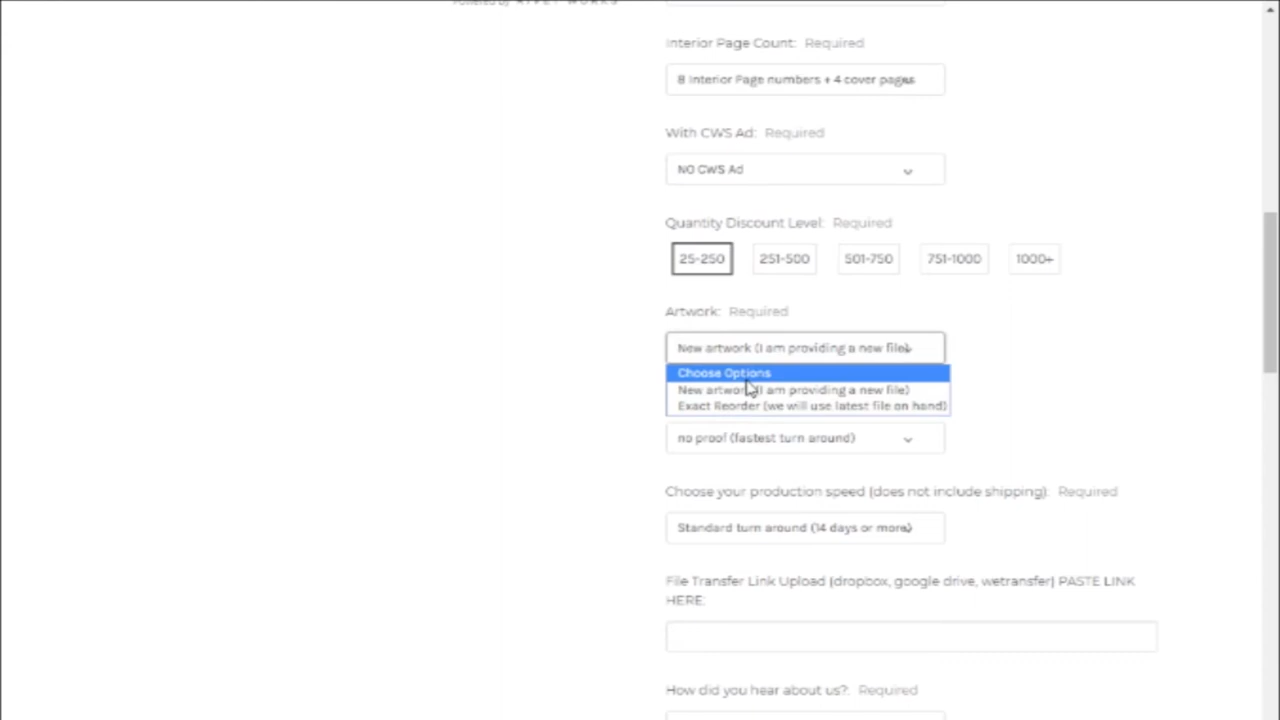 Powered by RIVET WORKS
Interior Page Count: Required
8 Interior Page numbers + 4 cover pages
With CWS Ad: Required
NO CWS Ad
Quantity Discount Level: Required
25-250 251-500 501-750 751-1000 1000+
Artwork: Required
New artwork (I am providing a new file)
Choose Options
New artwork (I am providing a new file)
Exact Reorder (we will use latest file on hand)
no proof (fastest turn around)
Choose your production speed (does not include shipping): Required
Standard turn around (14 days or more)
File Transfer Link Upload (dropbox, google drive, wetransfer) PASTE LINK
HERE:
How did you hear about us?: Required